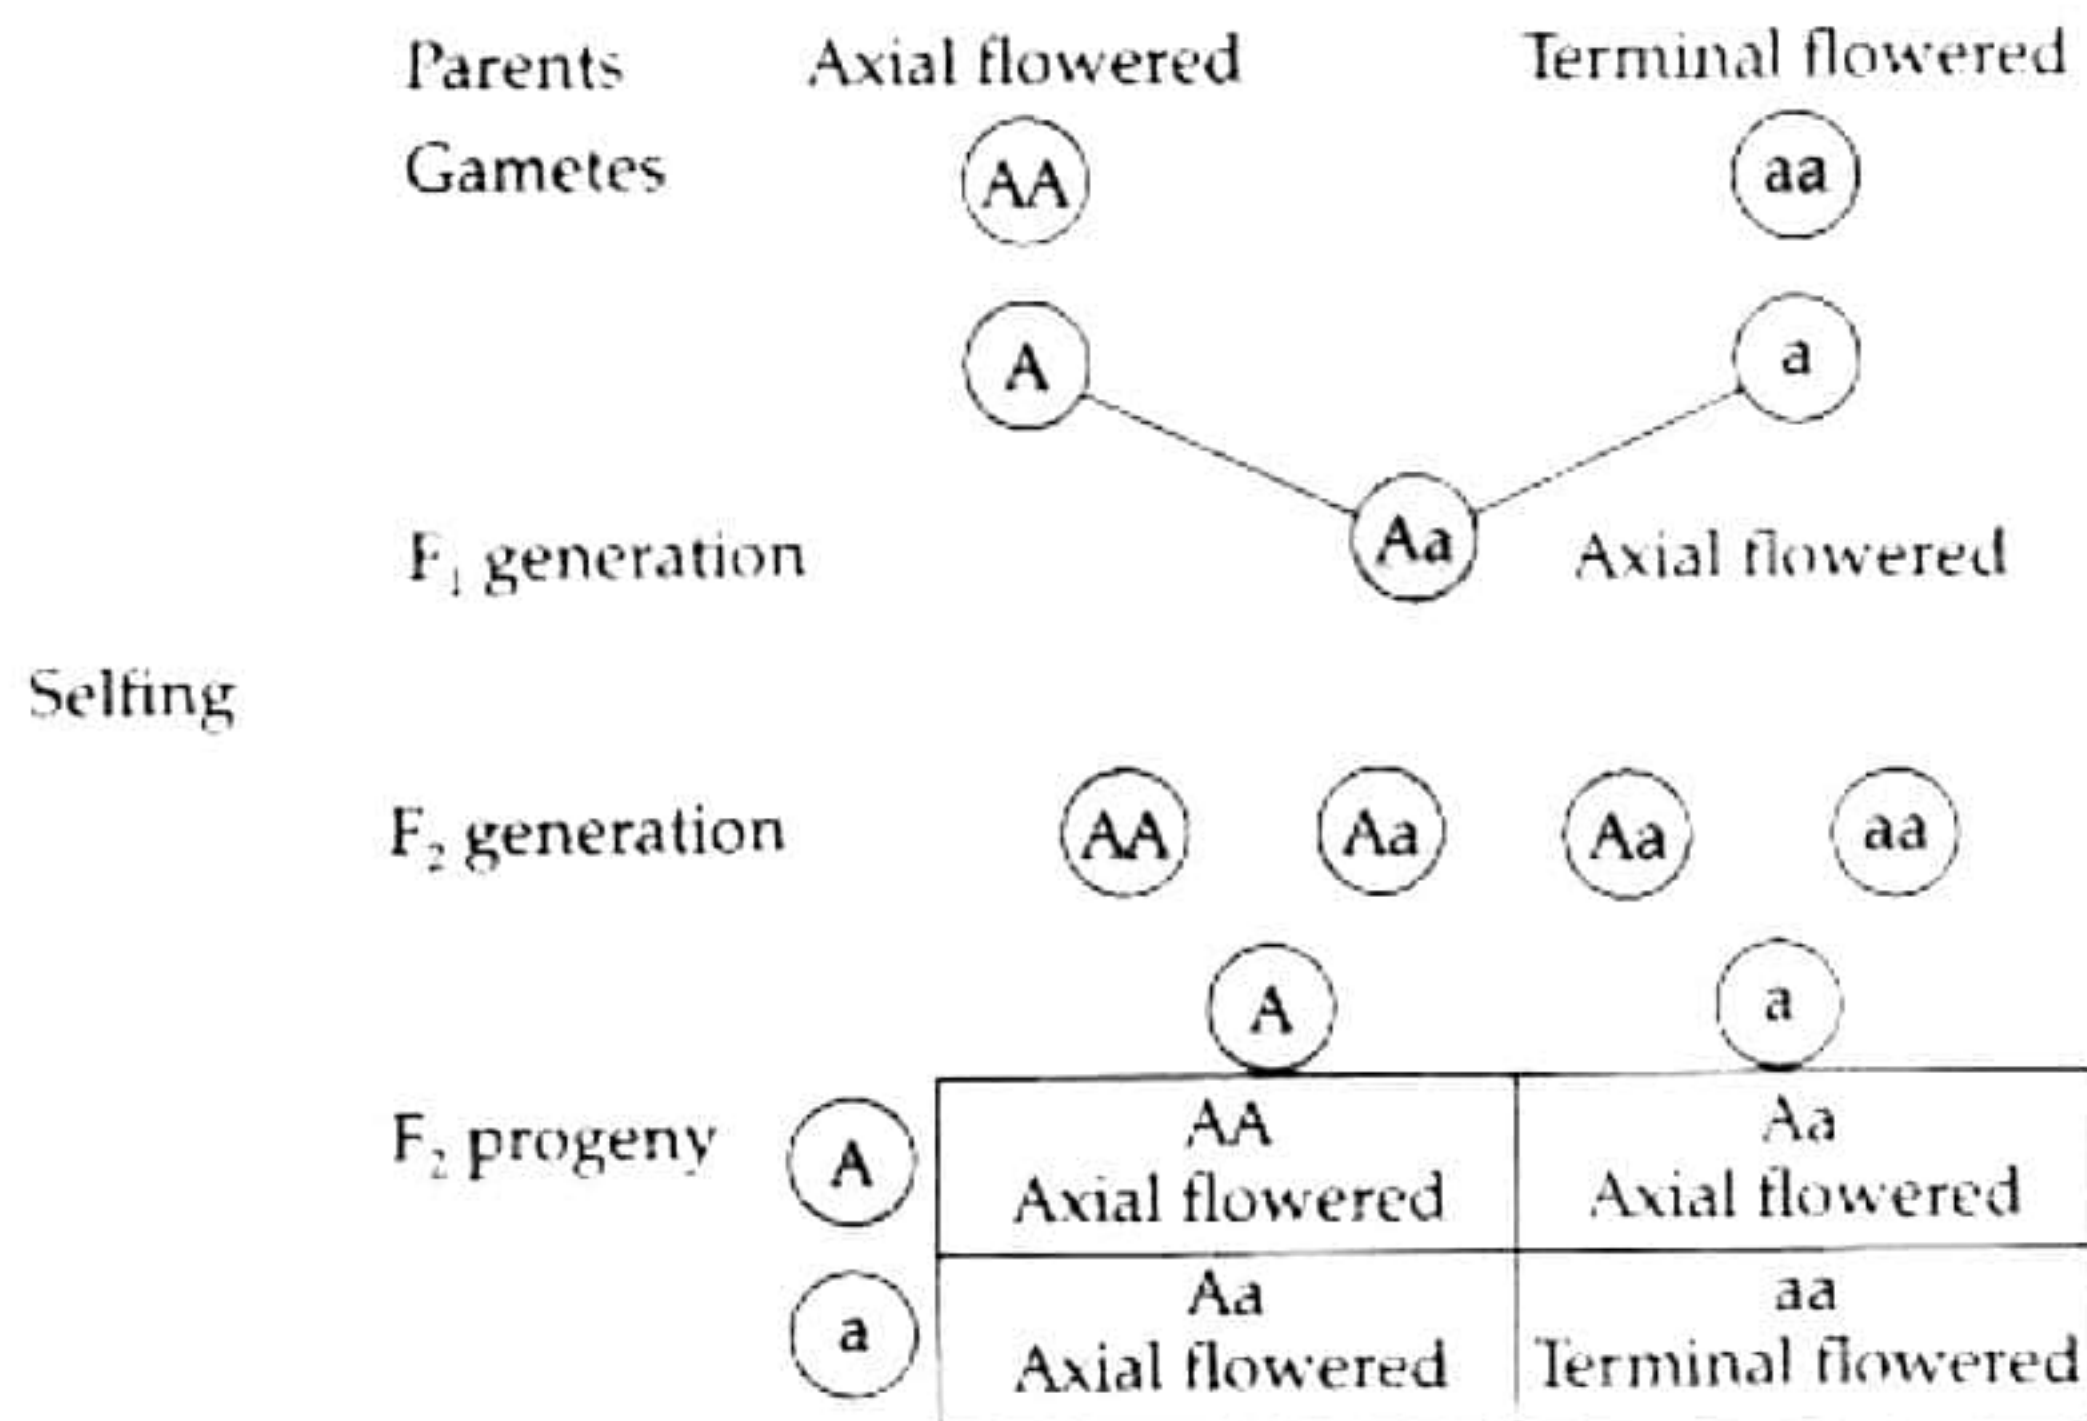 Parents Axial flowered Terminal flowered
Gametes AA aa
A a
F₁ generation Aa Axial flowered
Selfing
F₂ generation AA Aa Aa aa
A a
F₂ progeny A AA Aa
Axial flowered Axial flowered
a Aa aa
Axial flowered Terminal flowered